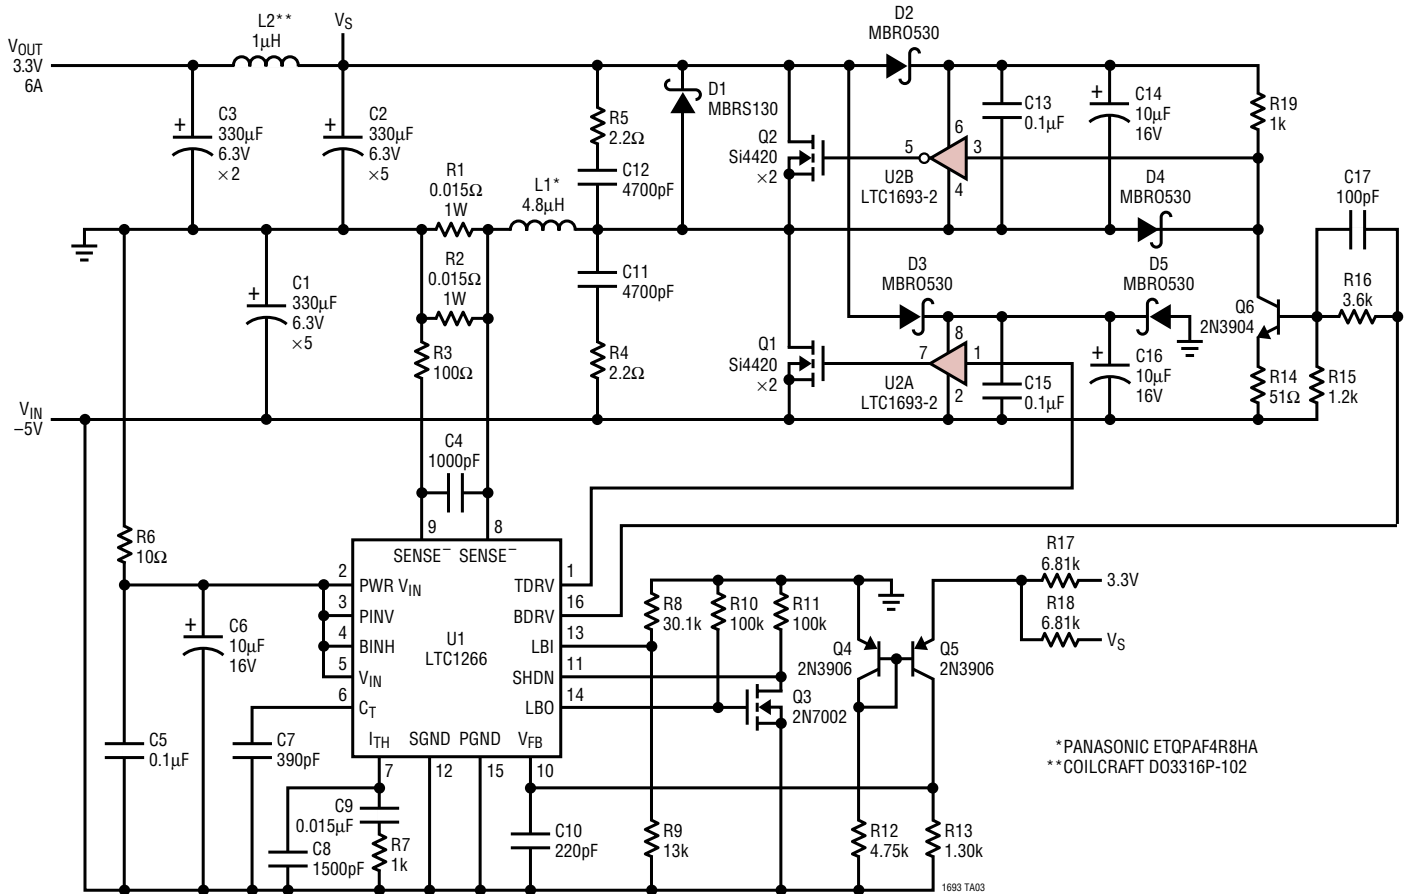 VOUT
3.3V
6A
L2**
1µH
VS
C3
330µF
6.3V
×2
C2
330µF
6.3V
×5
R1
0.015Ω
1W
R2
0.015Ω
1W
L1*
4.8µH
R5
2.2Ω
C12
4700pF
D1
MBRS130
D2
MBR0530
Q2
Si4420
×2
5
6
3
4
U2B
LTC1693-2
C13
0.1µF
C14
10µF
16V
R19
1k
D4
MBR0530
C17
100pF
C1
330µF
6.3V
×5
R3
100Ω
C11
4700pF
R4
2.2Ω
D3
MBR0530
D5
MBR0530
Q1
Si4420
×2
7
8
1
2
U2A
LTC1693-2
C15
0.1µF
C16
10µF
16V
Q6
2N3904
R16
3.6k
R14
51Ω
R15
1.2k
VIN
–5V
C4
1000pF
9
8
SENSE–
SENSE–
R6
10Ω
2
PWR VIN
3
PINV
4
BINH
5
VIN
6
CT
U1
LTC1266
TDRV
1
BDRV
16
LBI
13
SHDN
11
LBO
14
ITH
SGND
PGND
VFB
7
12
15
10
C6
10µF
16V
C5
0.1µF
C7
390pF
C9
0.015µF
C8
1500pF
R7
1k
C10
220pF
R8
30.1k
R10
100k
R11
100k
Q3
2N7002
Q4
2N3906
Q5
2N3906
R17
6.81k
3.3V
R18
6.81k
VS
R9
13k
R12
4.75k
R13
1.30k
*PANASONIC ETQPAF4R8HA
**COILCRAFT DO3316P-102
1693 TA03